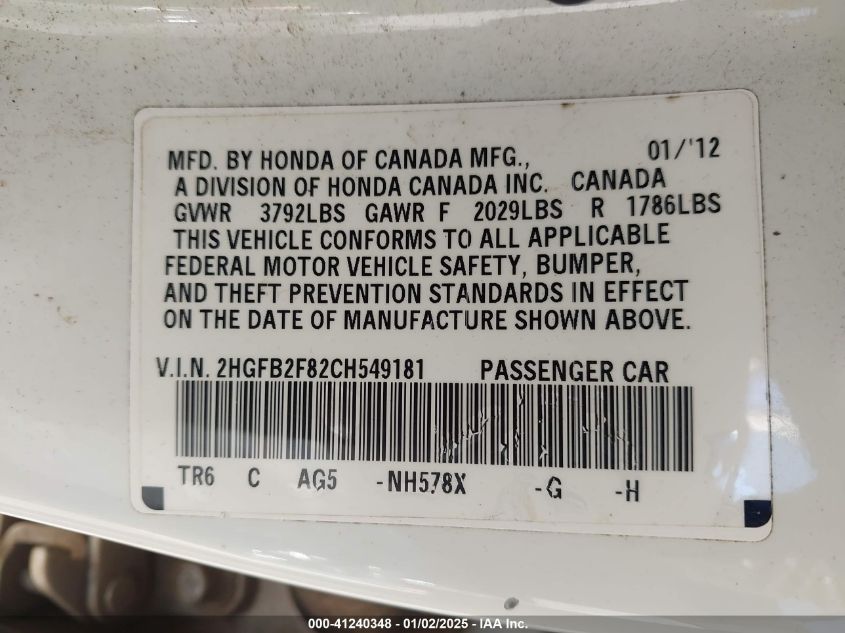 01/'12
MFD. BY HONDA OF CANADA MFG.,
A DIVISION OF HONDA CANADA INC. CANADA
GVWR 3792LBS GAWR F 2029LBS R 1786LBS
THIS VEHICLE CONFORMS TO ALL APPLICABLE
FEDERAL MOTOR VEHICLE SAFETY, BUMPER,
AND THEFT PREVENTION STANDARDS IN EFFECT
ON THE DATE OF MANUFACTURE SHOWN ABOVE.
V.I.N. 2HGFB2F82CH549181 PASSENGER CAR
TR6 C AG5 -NH578X -G -H
000-41240348 - 01/02/2025 - IAA Inc.